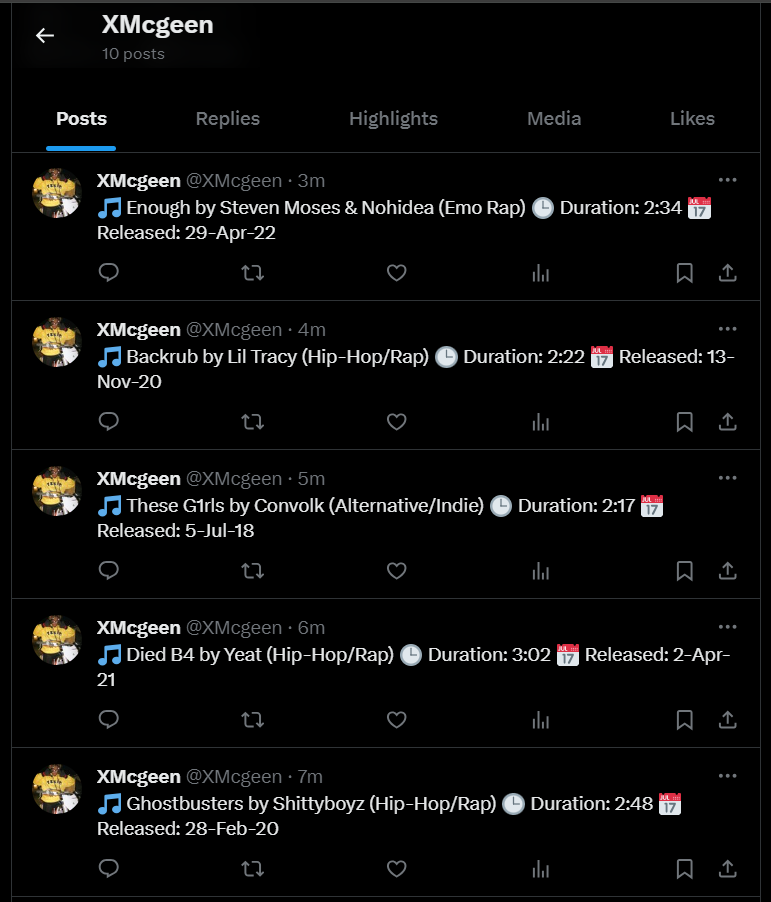 XMcgeen
10 posts
Posts Replies Highlights Media Likes
XMcgeen @XMcgeen · 3m
🎵 Enough by Steven Moses & Nohidea (Emo Rap) 🕒 Duration: 2:34 📅
Released: 29-Apr-22
XMcgeen @XMcgeen · 4m
🎵 Backrub by Lil Tracy (Hip-Hop/Rap) 🕒 Duration: 2:22 📅 Released: 13-
Nov-20
XMcgeen @XMcgeen · 5m
🎵 These G1rls by Convolk (Alternative/Indie) 🕒 Duration: 2:17 📅
Released: 5-Jul-18
XMcgeen @XMcgeen · 6m
🎵 Died B4 by Yeat (Hip-Hop/Rap) 🕒 Duration: 3:02 📅 Released: 2-Apr-
21
XMcgeen @XMcgeen · 7m
🎵 Ghostbusters by Shittyboyz (Hip-Hop/Rap) 🕒 Duration: 2:48 📅
Released: 28-Feb-20